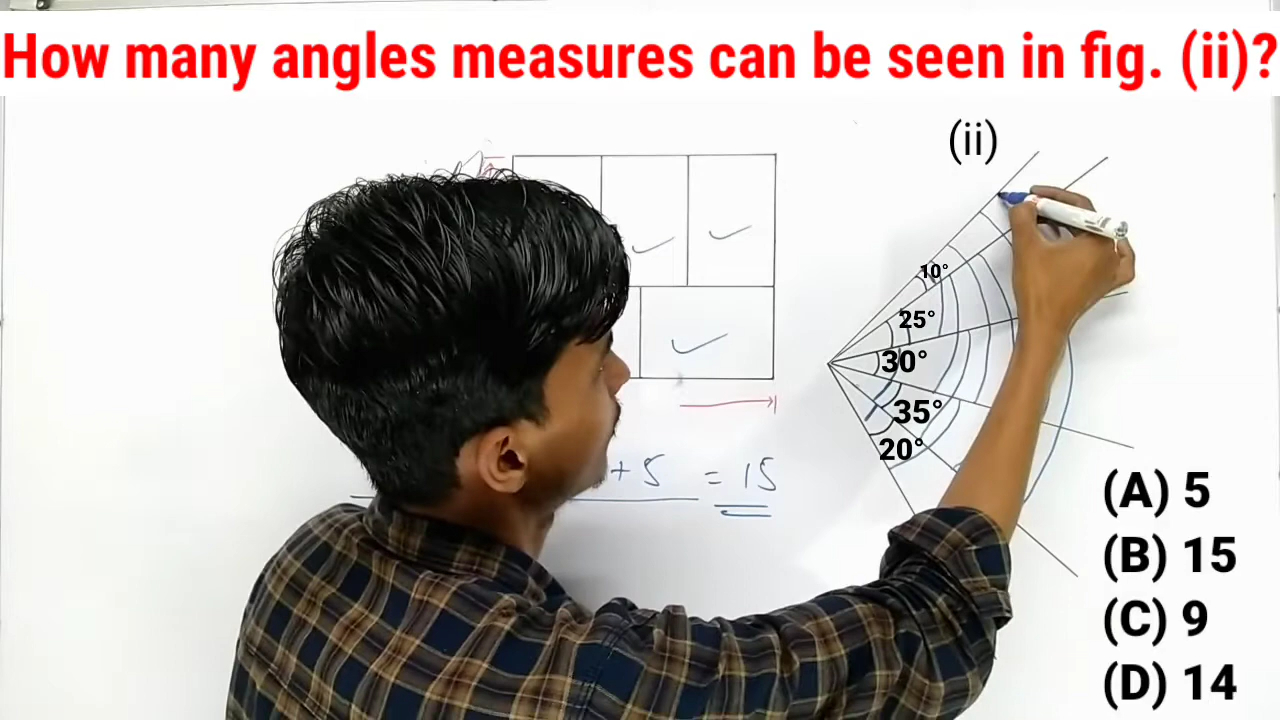 How many angles measures can be seen in fig. (ii)?
(ii)
10°
25°
30°
35°
20°
+ 5 = 15
(A) 5
(B) 15
(C) 9
(D) 14